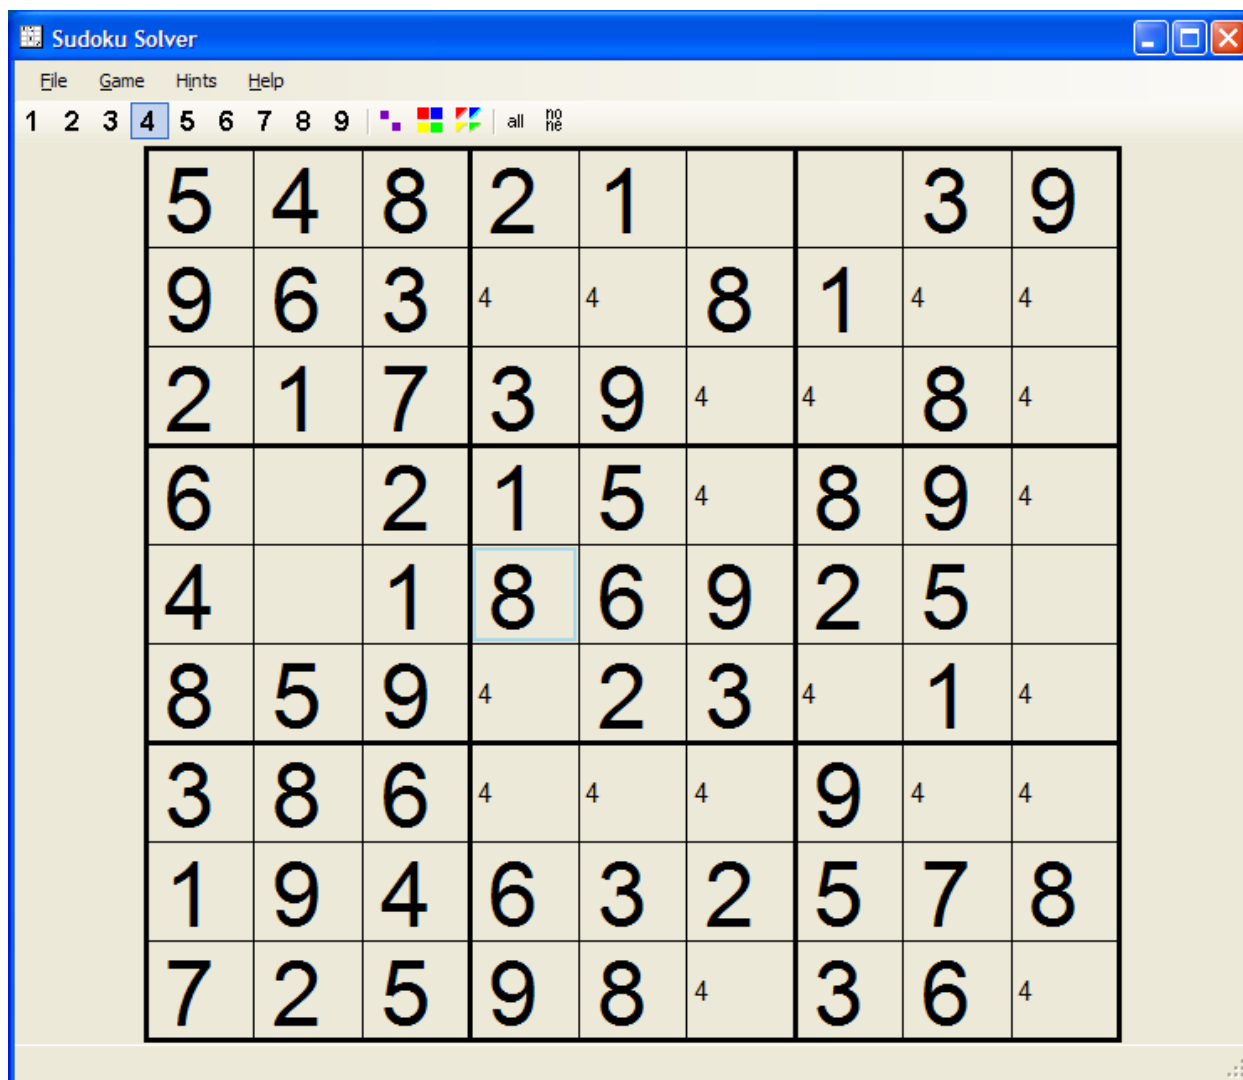 Sudoku Solver
File Game Hints Help
1 2 3 4 5 6 7 8 9 all none
5 4 8 2 1 3 9
9 6 3 4 4 8 1 4 4
2 1 7 3 9 4 4 8 4
6 2 1 5 4 8 9 4
4 1 8 6 9 2 5
8 5 9 4 2 3 4 1 4
3 8 6 4 4 4 9 4 4
1 9 4 6 3 2 5 7 8
7 2 5 9 8 4 3 6 4